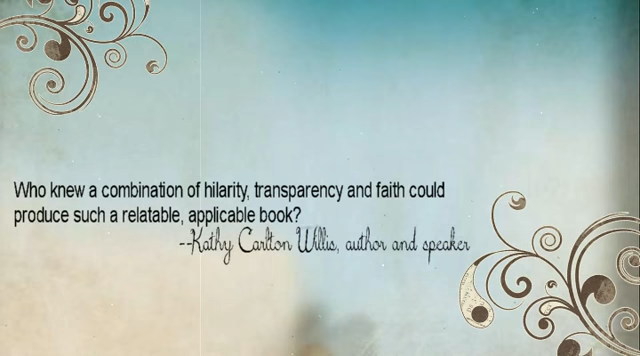 Who knew a combination of hilarity, transparency and faith could
produce such a relatable, applicable book?
--Kathy Carlton Willis, author and speaker